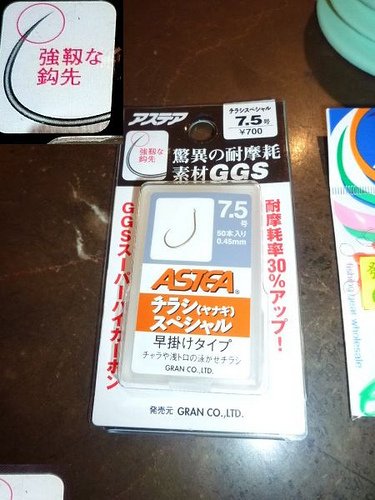 強靱な
鈎先
アステア
チラシスペシャル
7.5号
¥700
強靱な
鈎先
驚異の耐摩耗
素材GGS
7.5
号
50本入り
0.45mm
ASTEA®
チラシ(ヤナギ)
スペシャル
早掛けタイプ
チャラや浅トロの泳がせチラシ
GRAN CO.,LTD.
GGSスーパーハイカーボン
耐摩耗率30%アップ!
発売元 GRAN CO.,LTD.
fishing gear wholesale